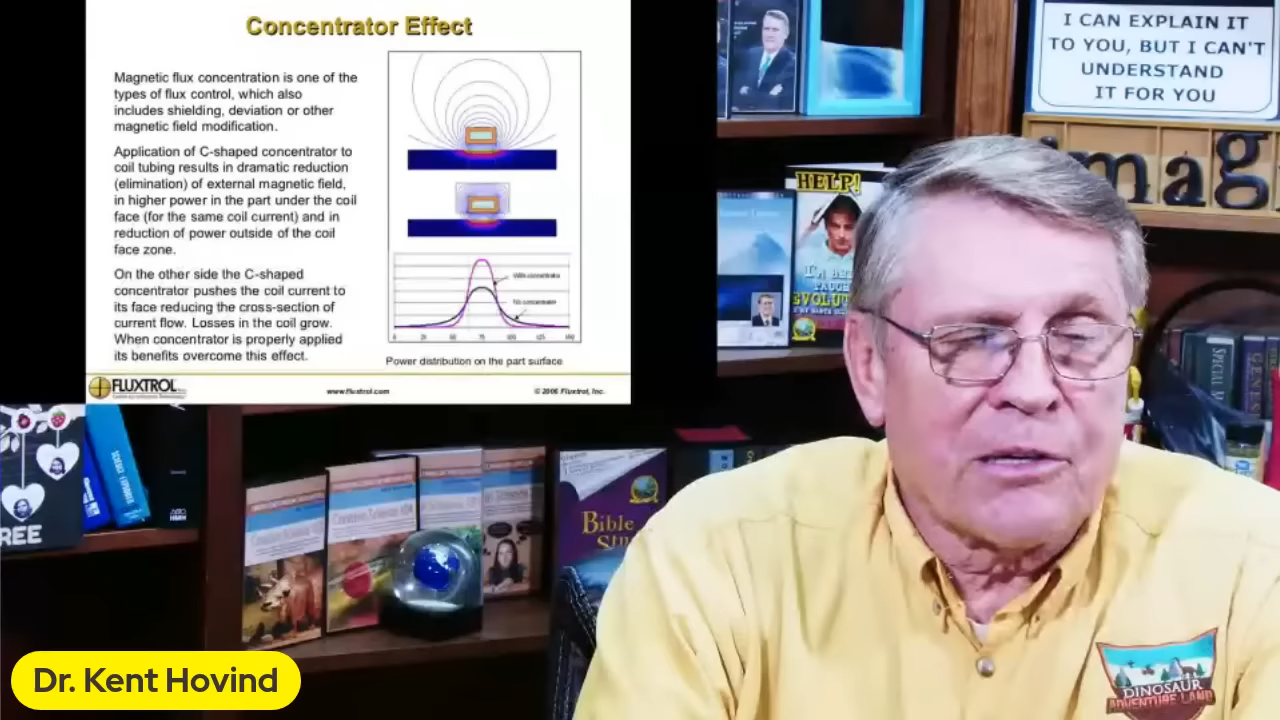 Concentrator Effect
Magnetic flux concentration is one of the
types of flux control, which also
includes shielding, deviation or other
magnetic field modification.
Application of C-shaped concentrator to
coil tubing results in dramatic reduction
(elimination) of external magnetic field,
in higher power in the part under the coil
face (for the same coil current) and in
reduction of power outside of the coil
face zone.
On the other side the C-shaped
concentrator pushes the coil current to
its face reducing the cross-section of
current flow. Losses in the coil grow.
When concentrator is properly applied
its benefits overcome this effect.
With concentrator
No concentrator
Power distribution on the part surface
FLUXTROL
www.fluxtrol.com
© 2006 Fluxtrol, Inc.
I CAN EXPLAIN IT
TO YOU, BUT I CAN'T
UNDERSTAND
IT FOR YOU
imag
HELP!
REE
Bible
DINOSAUR
ADVENTURE LAND
Dr. Kent Hovind